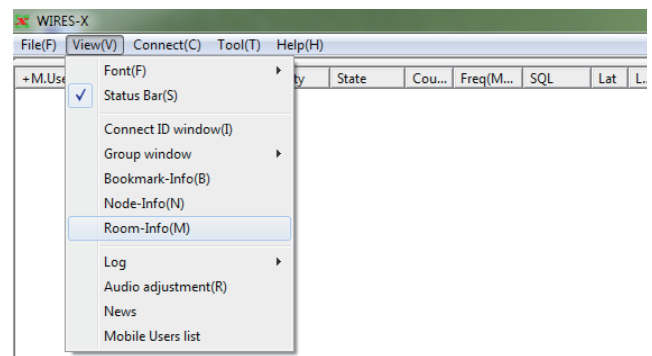 WIRES-X
File(F) View(V) Connect(C) Tool(T) Help(H)
+M.Use ty State Cou... Freq(M... SQL Lat L..
Font(F)
Status Bar(S)
Connect ID window(I)
Group window
Bookmark-Info(B)
Node-Info(N)
Room-Info(M)
Log
Audio adjustment(R)
News
Mobile Users list